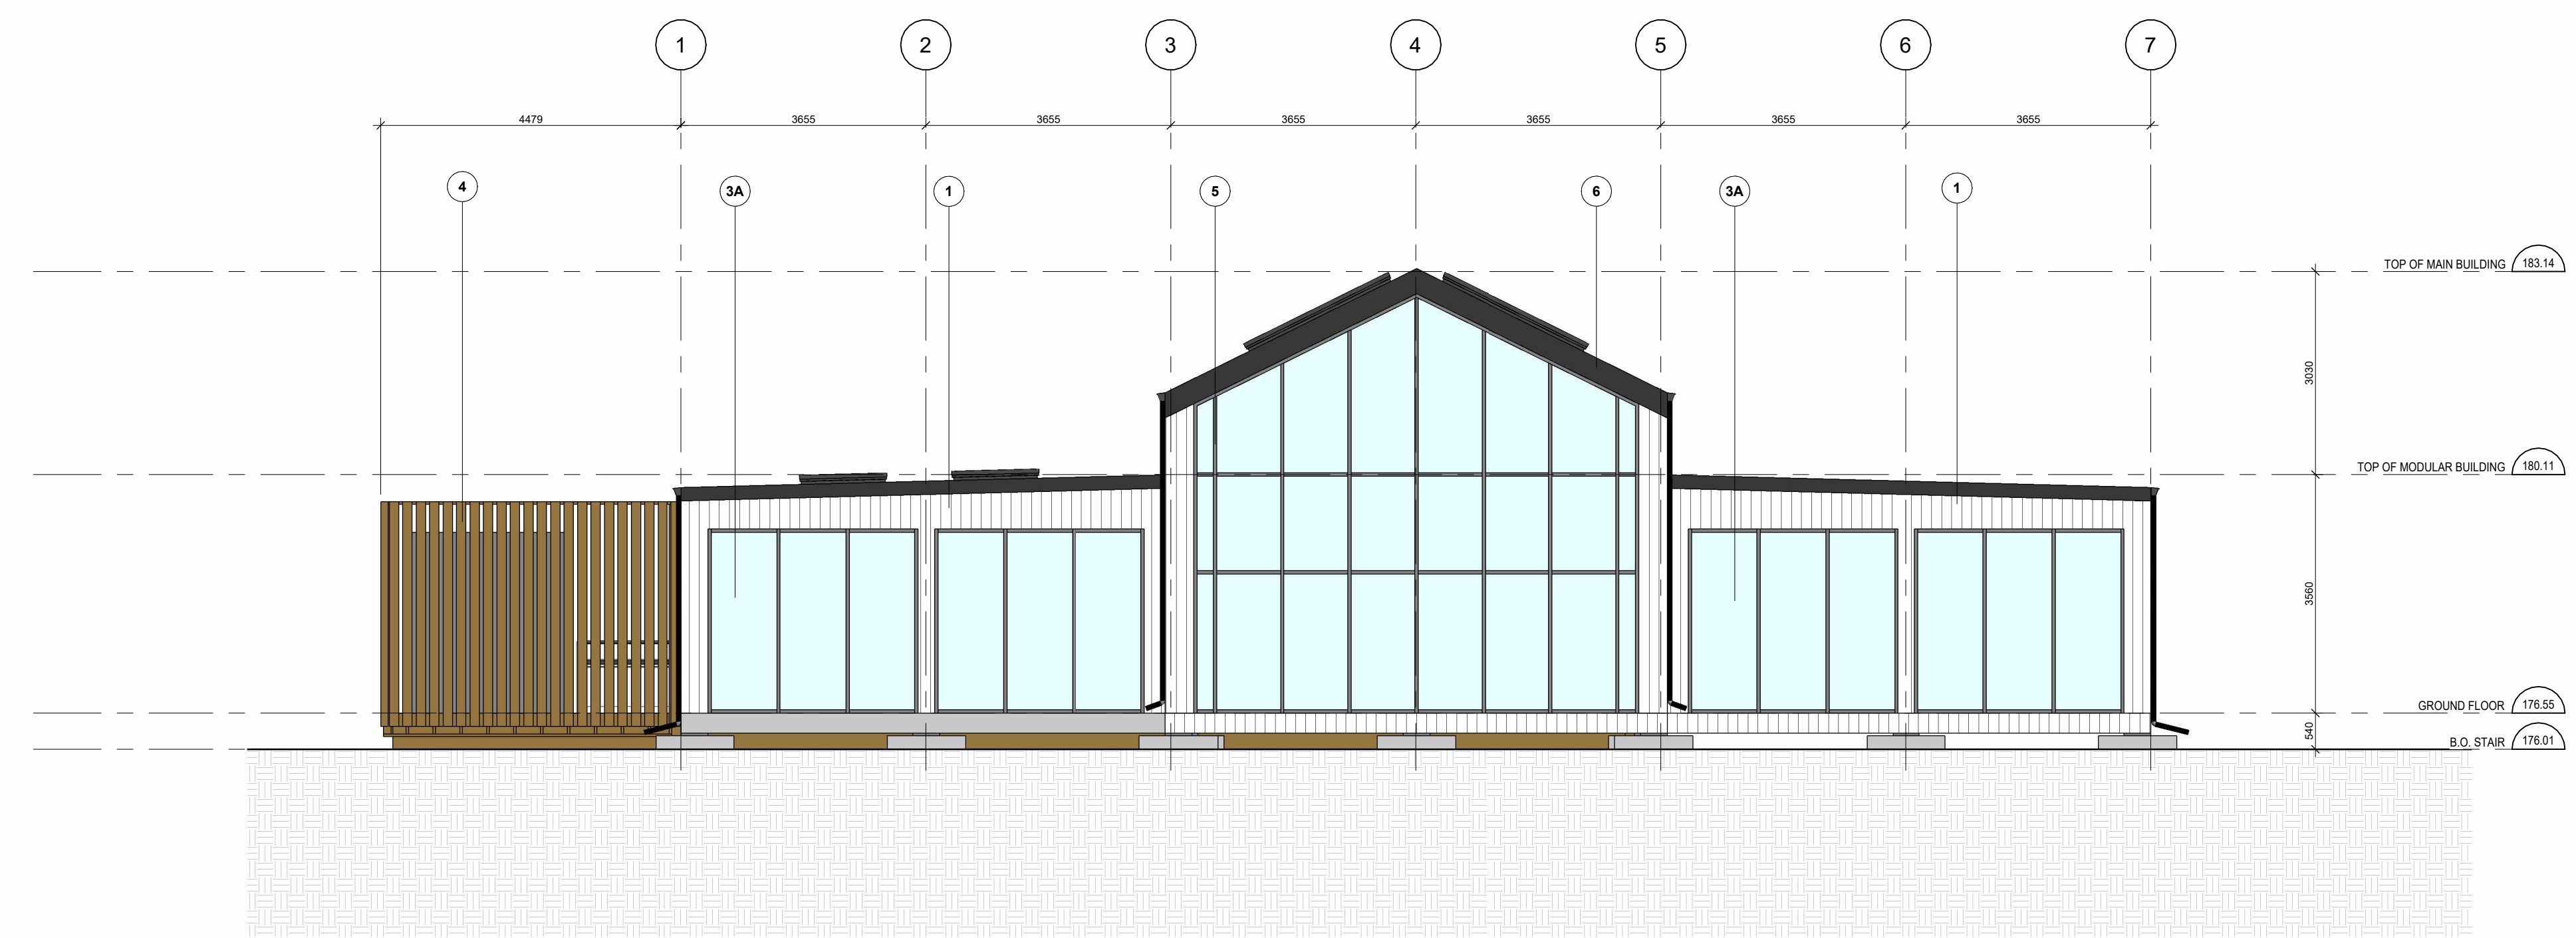 1 2 3 4 5 6 7
4479 3655 3655 3655 3655 3655 3655
4 3A 1 5 6 3A 1
TOP OF MAIN BUILDING 183.14
3030
TOP OF MODULAR BUILDING 180.11
3560
GROUND FLOOR 176.55
540
B.O. STAIR 176.01